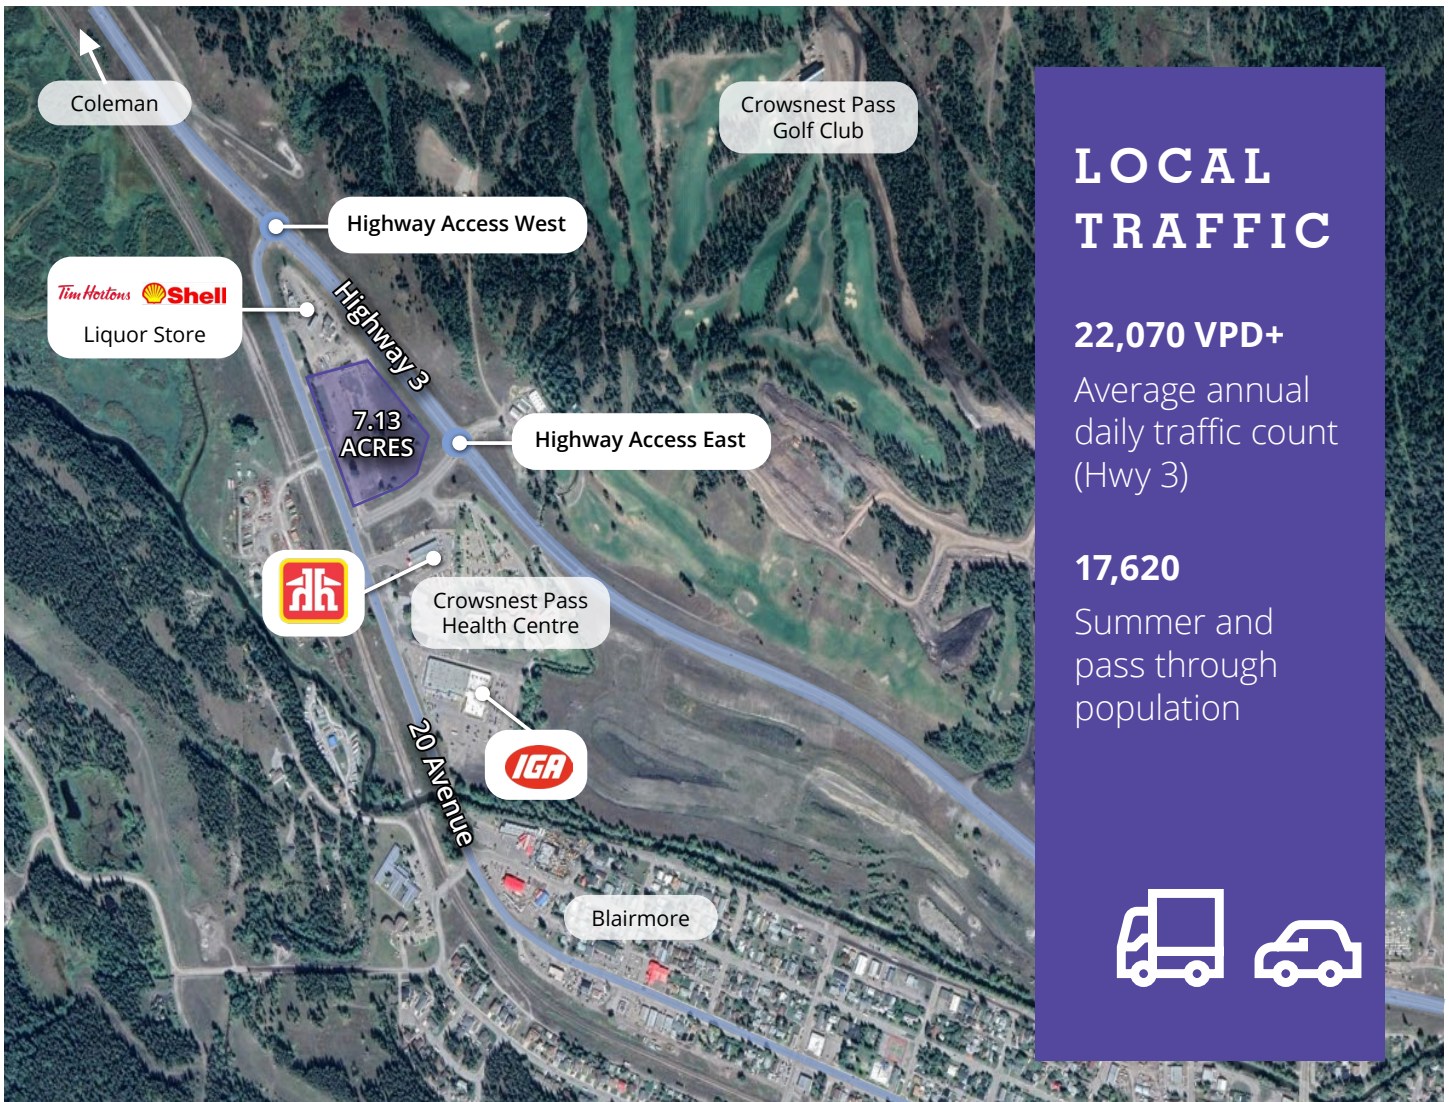 Coleman
Crowsnest Pass
Golf Club
Highway Access West
Tim Hortons Shell
Liquor Store
Highway 3
7.13
ACRES
Highway Access East
Crowsnest Pass
Health Centre
IGA
20 Avenue
Blairmore
LOCAL
TRAFFIC
22,070 VPD+
Average annual
daily traffic count
(Hwy 3)
17,620
Summer and
pass through
population